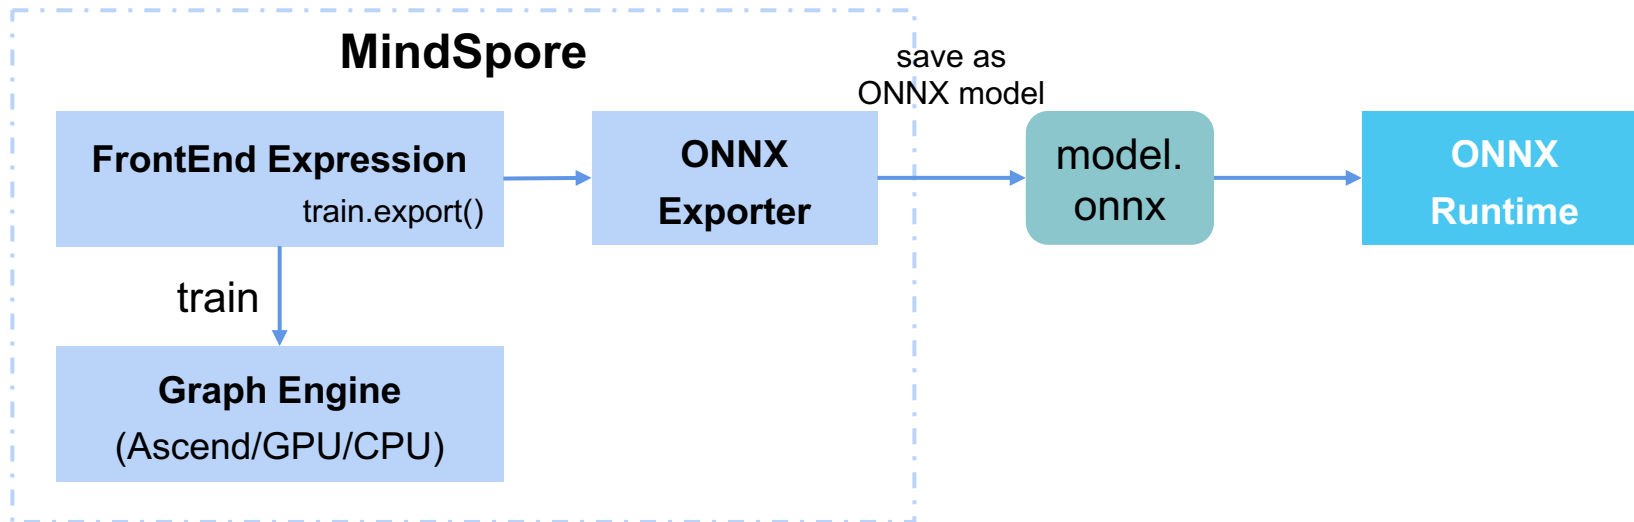 MindSpore
save as
ONNX model
FrontEnd Expression
train.export()
ONNX
Exporter
model.
onnx
ONNX
Runtime
train
Graph Engine
(Ascend/GPU/CPU)